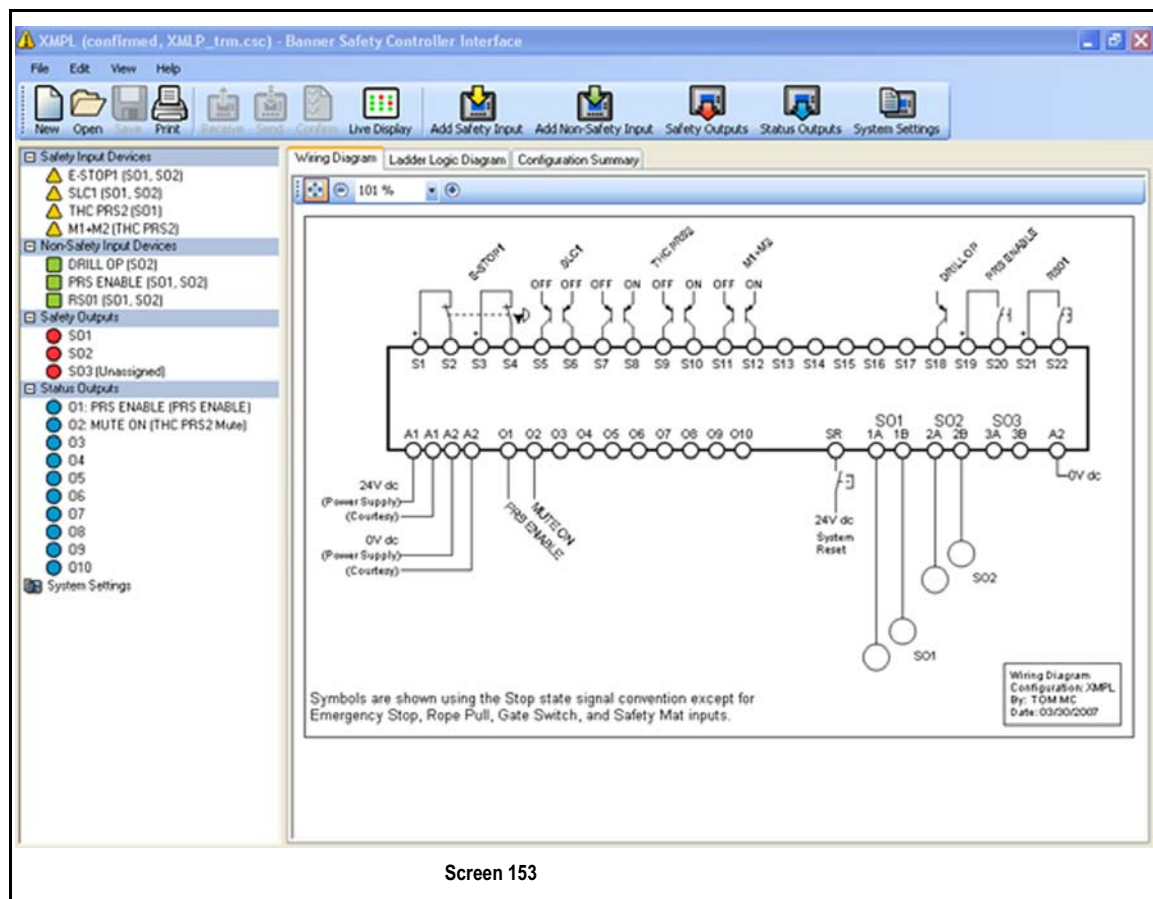 XMPL (confirmed, XMLP_trm.csc) - Banner Safety Controller Interface
File Edit View Help
New Open Save Print Receive Send Confirm Live Display Add Safety Input Add Non-Safety Input Safety Outputs Status Outputs System Settings
Safety Input Devices
E-STOP1 (SO1, SO2)
SLC1 (SO1, SO2)
THC PRS2 (SO1)
M1+M2 (THC PRS2)
Non-Safety Input Devices
DRILL OP (SO2)
PRS ENABLE (SO1, SO2)
RS01 (SO1, SO2)
Safety Outputs
SO1
SO2
SO3 (Unassigned)
Status Outputs
O1: PRS ENABLE (PRS ENABLE)
O2: MUTE ON (THC PRS2 Mute)
O3
O4
O5
O6
O7
O8
O9
O10
System Settings
Wiring Diagram Ladder Logic Diagram Configuration Summary
101 %
E-STOP1 SLC1 THC PRS2 M1+M2 DRILL OP PRS ENABLE RS01
OFF OFF OFF ON OFF ON OFF ON
S1 S2 S3 S4 S5 S6 S7 S8 S9 S10 S11 S12 S13 S14 S15 S16 S17 S18 S19 S20 S21 S22
SO1 SO2 SO3
A1 A1 A2 A2 O1 O2 O3 O4 O5 O6 O7 O8 O9 O10 SR 1A 1B 2A 2B 3A 3B A2
24V dc
(Power Supply)
(Courtesy)
0V dc
(Power Supply)
(Courtesy)
PRS ENABLE
MUTE ON
24V dc
System
Reset
0V dc
SO2
SO1
Symbols are shown using the Stop state signal convention except for
Emergency Stop, Rope Pull, Gate Switch, and Safety Mat inputs.
Wiring Diagram
Configuration: XMPL
By: TOM MC
Date: 03/30/2007
Screen 153